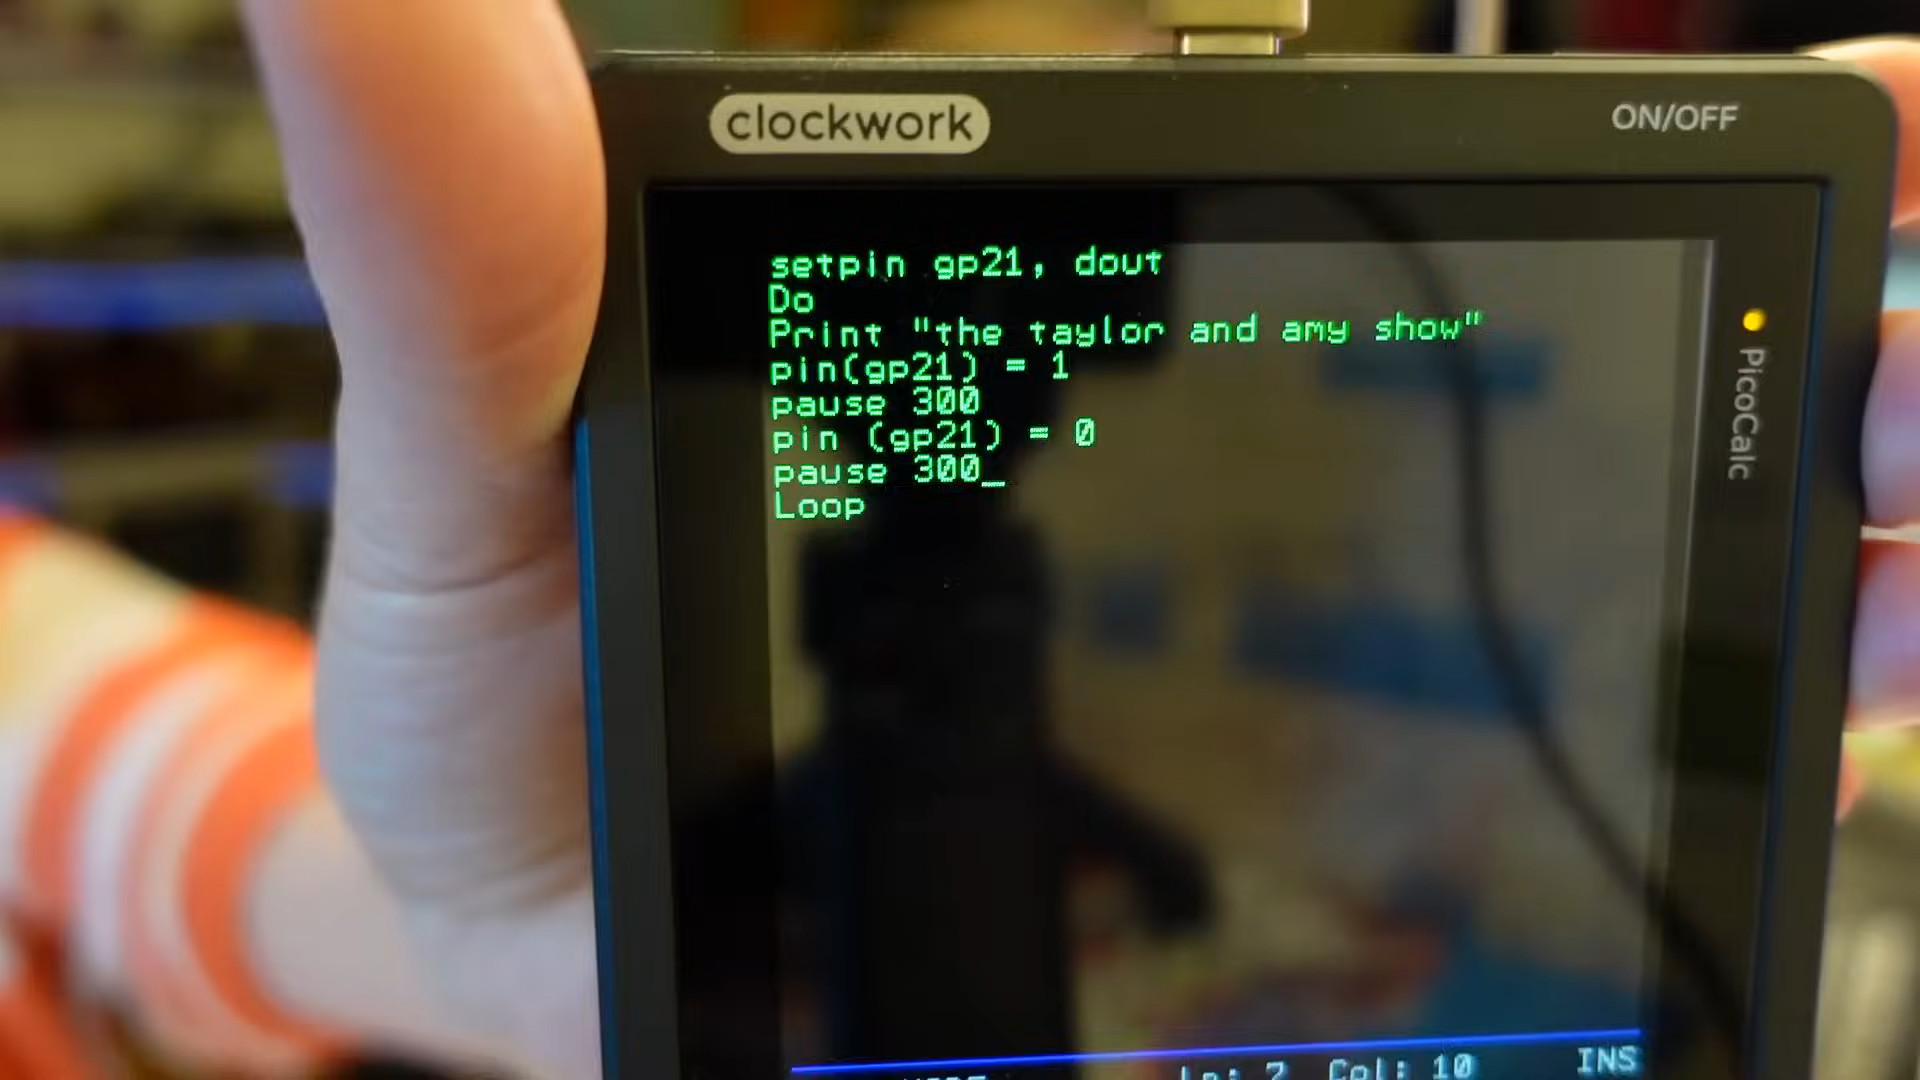 clockwork
ON/OFF
setpin gp21, dout
Do
Print "the taylor and amy show"
pin(gp21) = 1
pause 300
pin (gp21) = 0
pause 300_
Loop
PicoCalc
Ln: 7 Col: 10 INS